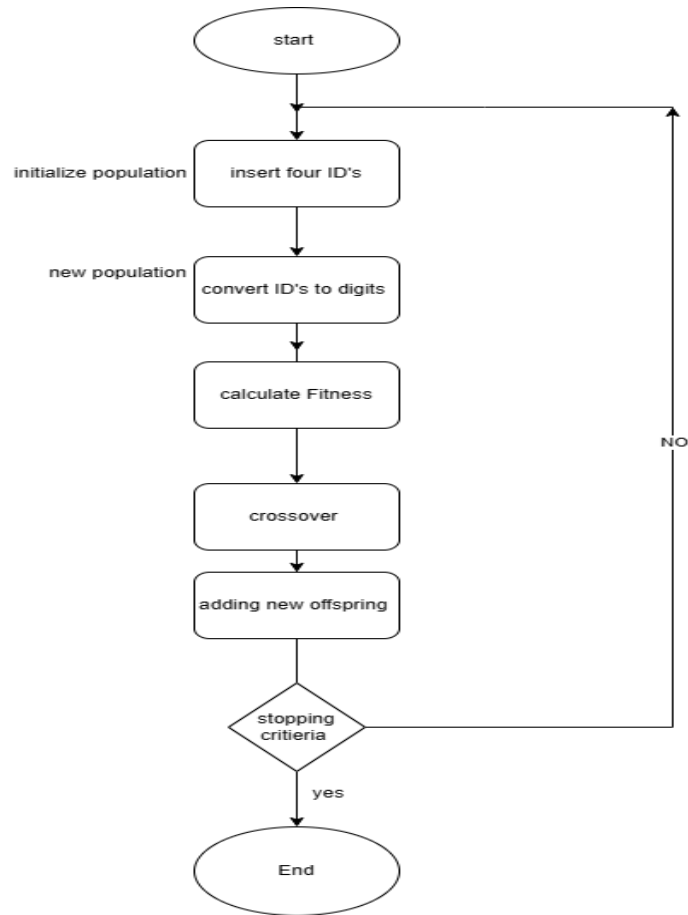 start
initialize population
insert four ID's
new population
convert ID's to digits
calculate Fitness
NO
crossover
adding new offspring
stopping
critieria
yes
End